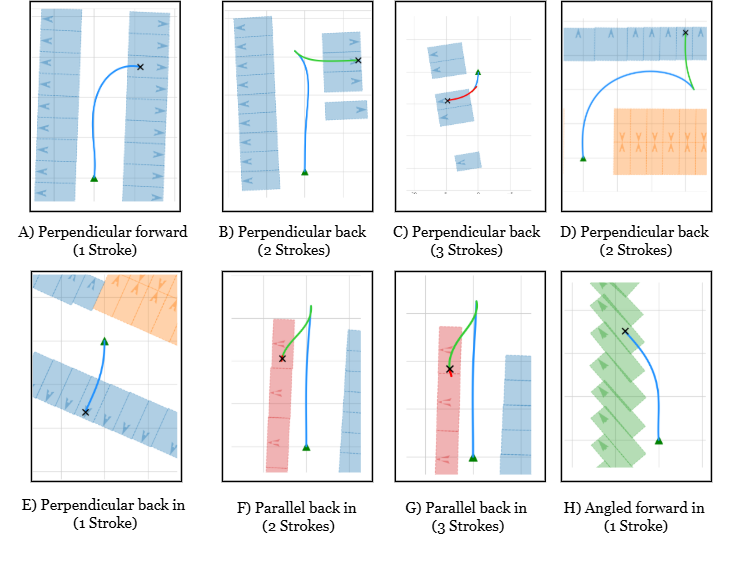 A) Perpendicular forward
(1 Stroke)
B) Perpendicular back
(2 Strokes)
C) Perpendicular back
(3 Strokes)
D) Perpendicular back
(2 Strokes)
E) Perpendicular back in
(1 Stroke)
F) Parallel back in
(2 Strokes)
G) Parallel back in
(3 Strokes)
H) Angled forward in
(1 Stroke)